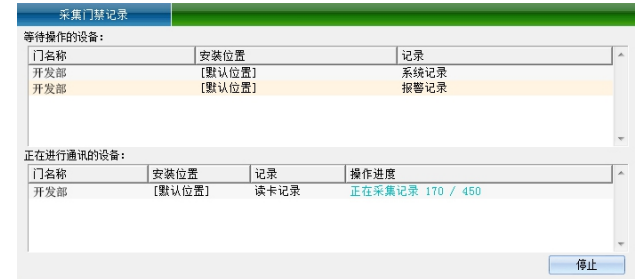 采集门禁记录
等待操作的设备:
门名称 安装位置 记录
开发部 [默认位置] 系统记录
开发部 [默认位置] 报警记录
正在进行通讯的设备:
门名称 安装位置 记录 操作进度
开发部 [默认位置] 读卡记录 正在采集记录 170 / 450
停止